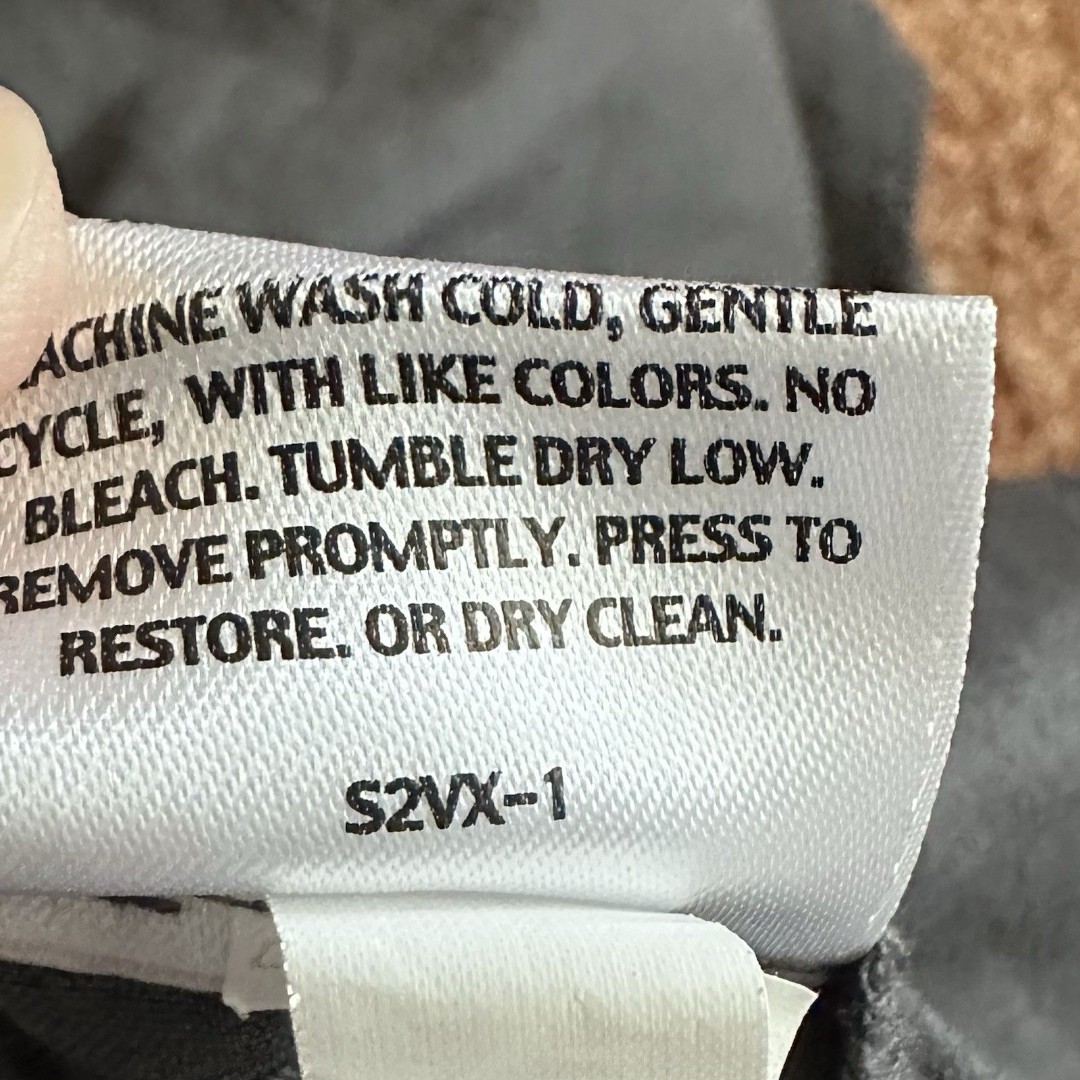 ACHINE WASH COLD, GENTLE
CYCLE, WITH LIKE COLORS. NO
BLEACH. TUMBLE DRY LOW.
REMOVE PROMPTLY. PRESS TO
RESTORE. OR DRY CLEAN.
S2VX-1